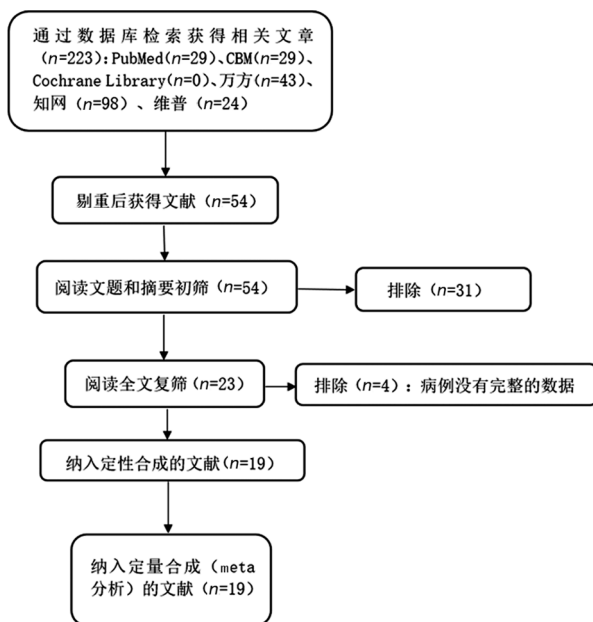 通过数据库检索获得相关文章
(n=223):PubMed(n=29)、CBM(n=29)、
Cochrane Library(n=0)、万方(n=43)、
知网（n=98）、维普（n=24）
剔重后获得文献（n=54）
阅读文题和摘要初筛（n=54）
排除（n=31）
阅读全文复筛（n=23）
排除（n=4）：病例没有完整的数据
纳入定性合成的文献(n=19)
纳入定量合成（meta
分析）的文献（n=19）